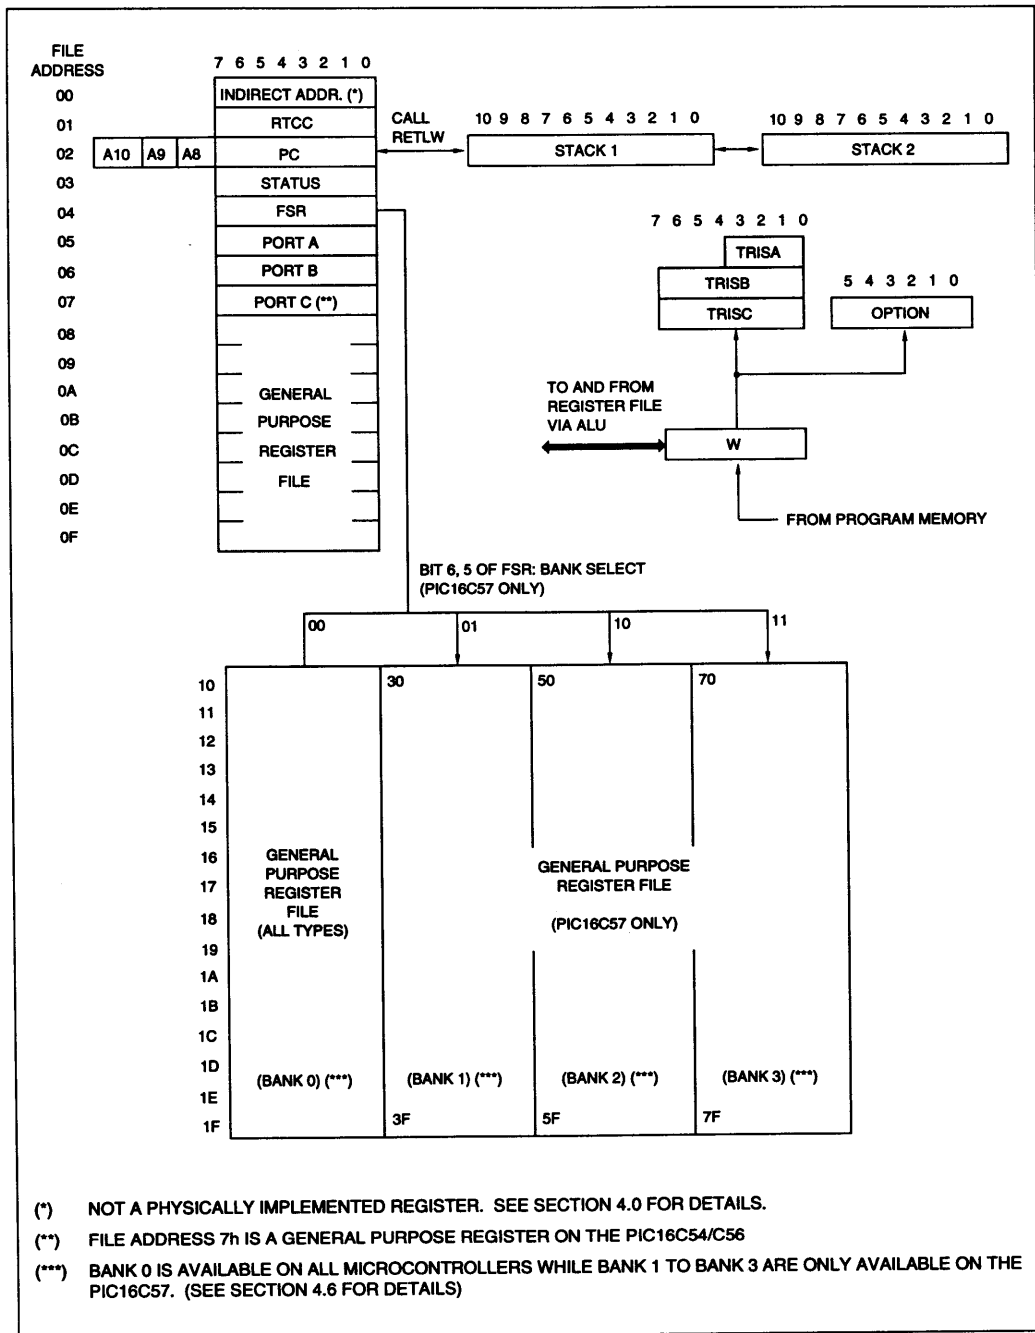 FILE
ADDRESS
7 6 5 4 3 2 1 0
00 INDIRECT ADDR. (*)
01 RTCC
02 A10 A9 A8 PC
03 STATUS
04 FSR
05 PORT A
06 PORT B
07 PORT C (**)
08
09
0A GENERAL
0B PURPOSE
0C REGISTER
0D FILE
0E
0F
CALL
RETLW
10 9 8 7 6 5 4 3 2 1 0
STACK 1
10 9 8 7 6 5 4 3 2 1 0
STACK 2
7 6 5 4 3 2 1 0
TRISA
TRISB
TRISC
5 4 3 2 1 0
OPTION
TO AND FROM
REGISTER FILE
VIA ALU
W
FROM PROGRAM MEMORY
BIT 6, 5 OF FSR: BANK SELECT
(PIC16C57 ONLY)
00 01 10 11
10 30 50 70
11
12
13
14
15
16
17
18
19
1A
1B
1C
1D
1E
1F
GENERAL
PURPOSE
REGISTER
FILE
(ALL TYPES)
GENERAL PURPOSE
REGISTER FILE
(PIC16C57 ONLY)
(BANK 0) (***) (BANK 1) (***) (BANK 2) (***) (BANK 3) (***)
3F 5F 7F
(*) NOT A PHYSICALLY IMPLEMENTED REGISTER. SEE SECTION 4.0 FOR DETAILS.
(**) FILE ADDRESS 7h IS A GENERAL PURPOSE REGISTER ON THE PIC16C54/C56
(***) BANK 0 IS AVAILABLE ON ALL MICROCONTROLLERS WHILE BANK 1 TO BANK 3 ARE ONLY AVAILABLE ON THE
PIC16C57. (SEE SECTION 4.6 FOR DETAILS)